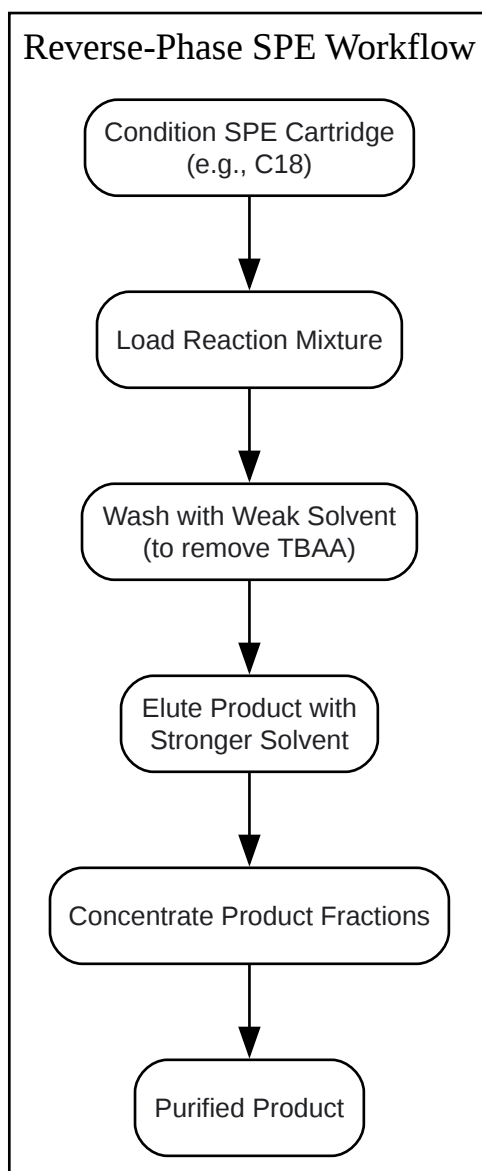 Reverse-Phase SPE Workflow
Condition SPE Cartridge
(e.g., C18)
Load Reaction Mixture
Wash with Weak Solvent
(to remove TBAA)
Elute Product with
Stronger Solvent
Concentrate Product Fractions
Purified Product